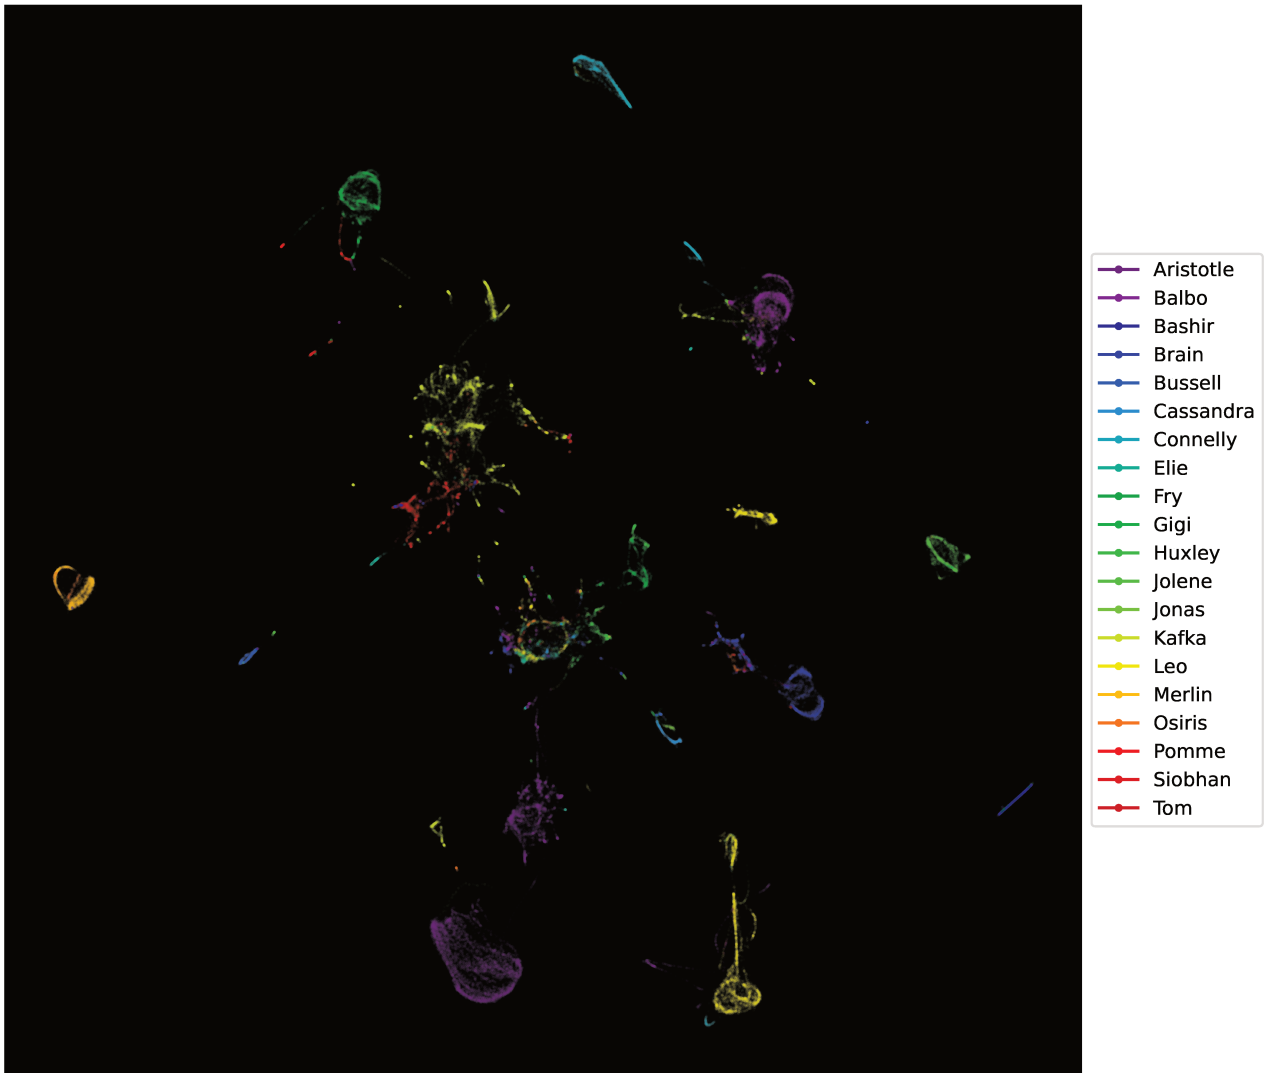 Aristotle
Balbo
Bashir
Brain
Bussell
Cassandra
Connelly
Elie
Fry
Gigi
Huxley
Jolene
Jonas
Kafka
Leo
Merlin
Osiris
Pomme
Siobhan
Tom